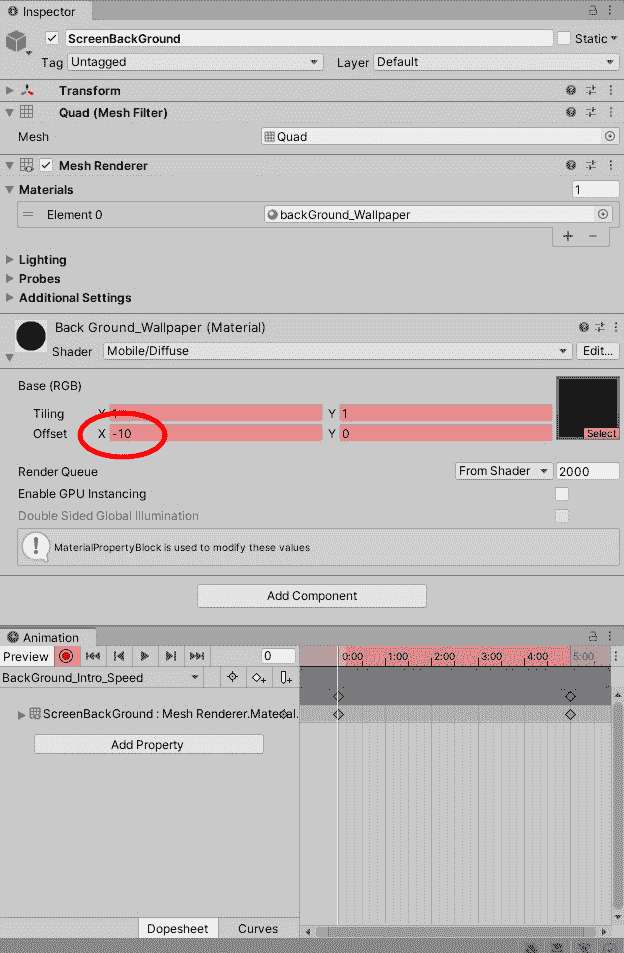 Inspector
ScreenBackGround Static
Tag Untagged Layer Default
Transform
Quad (Mesh Filter)
Mesh Quad
Mesh Renderer
Materials 1
Element 0 backGround_Wallpaper
+ −
Lighting
Probes
Additional Settings
Back Ground_Wallpaper (Material)
Shader Mobile/Diffuse Edit...
Base (RGB)
Tiling X 1 Y 1
Offset X -10 Y 0
Select
Render Queue From Shader 2000
Enable GPU Instancing
Double Sided Global Illumination
MaterialPropertyBlock is used to modify these values
Add Component
Animation
Preview 0 0:00 1:00 2:00 3:00 4:00 5:00
BackGround_Intro_Speed
ScreenBackGround : Mesh Renderer.Material.
Add Property
Dopesheet Curves